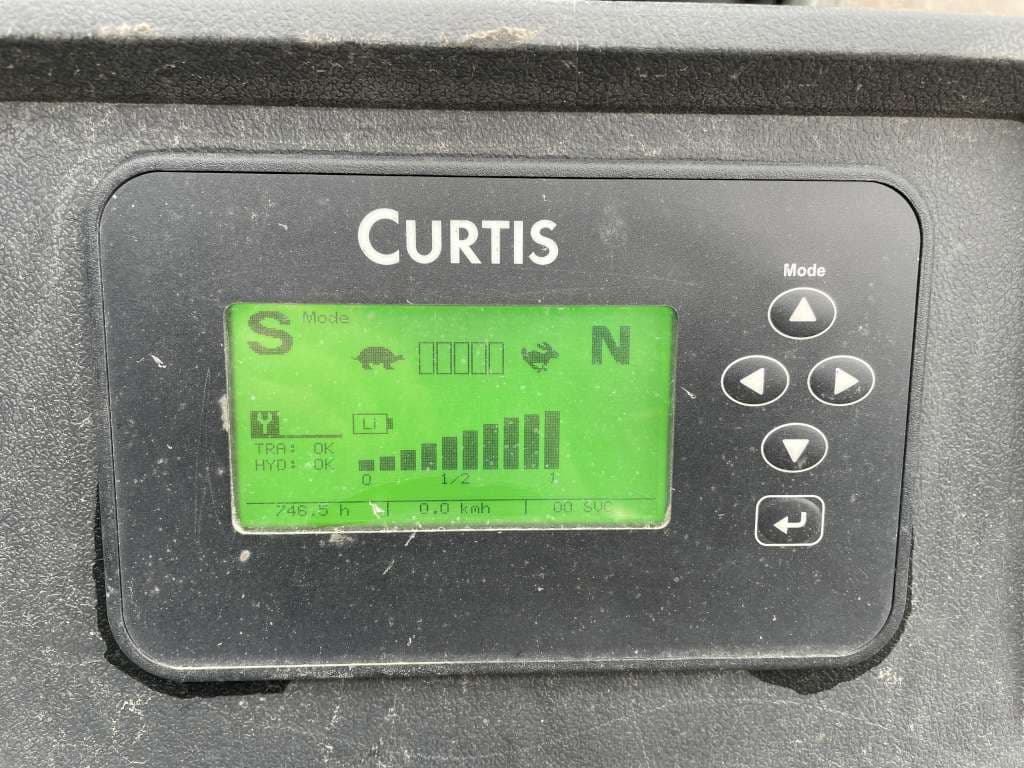 CURTIS
Mode
S Mode N
Y Li
TRA: OK
HYD: OK
0 1/2 1
746.5 h | 0.0 kmh | 00 SVC